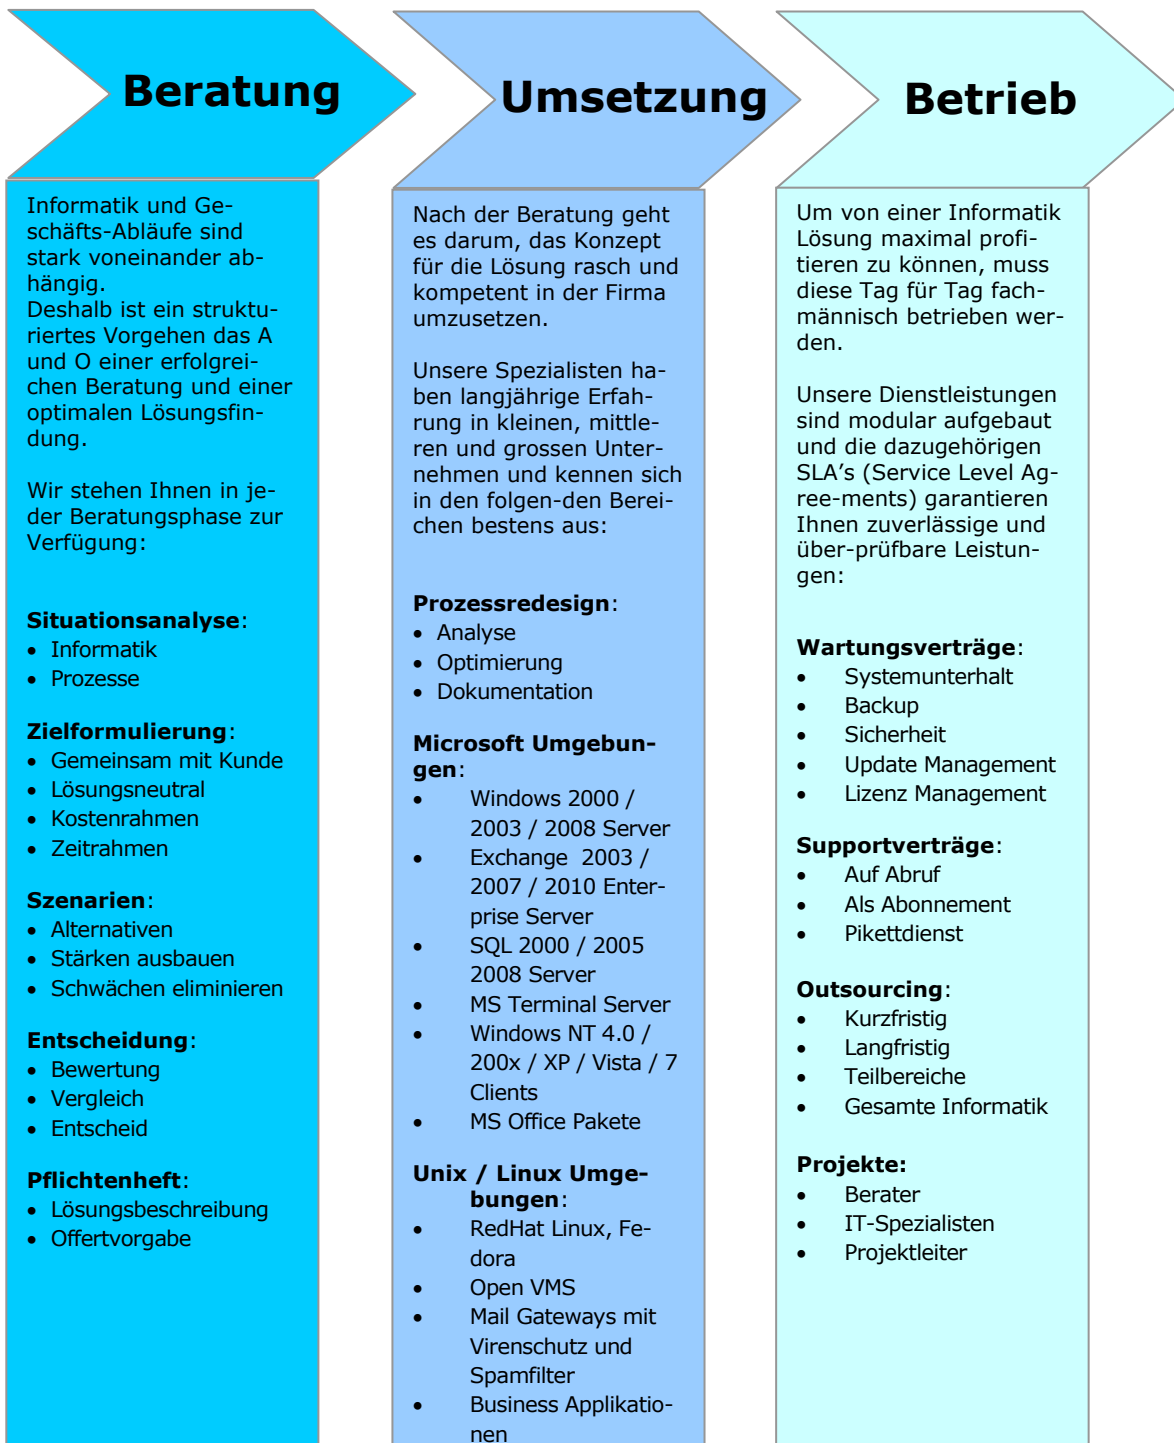 Beratung
Informatik und Ge-
schäfts-Abläufe sind
stark voneinander ab-
hängig.
Deshalb ist ein struktu-
riertes Vorgehen das A
und O einer erfolgrei-
chen Beratung und einer
optimalen Lösungsfin-
dung.
Wir stehen Ihnen in je-
der Beratungsphase zur
Verfügung:
Situationsanalyse:
• Informatik
• Prozesse
Zielformulierung:
• Gemeinsam mit Kunde
• Lösungsneutral
• Kostenrahmen
• Zeitrahmen
Szenarien:
• Alternativen
• Stärken ausbauen
• Schwächen eliminieren
Entscheidung:
• Bewertung
• Vergleich
• Entscheid
Pflichtenheft:
• Lösungsbeschreibung
• Offertvorgabe
Umsetzung
Nach der Beratung geht
es darum, das Konzept
für die Lösung rasch und
kompetent in der Firma
umzusetzen.
Unsere Spezialisten ha-
ben langjährige Erfah-
rung in kleinen, mittle-
ren und grossen Unter-
nehmen und kennen sich
in den folgen-den Berei-
chen bestens aus:
Prozessredesign:
• Analyse
• Optimierung
• Dokumentation
Microsoft Umgebun-
gen:
• Windows 2000 /
2003 / 2008 Server
• Exchange  2003 /
2007 / 2010 Enter-
prise Server
• SQL 2000 / 2005
2008 Server
• MS Terminal Server
• Windows NT 4.0 /
200x / XP / Vista / 7
Clients
• MS Office Pakete
Unix / Linux Umge-
bungen:
• RedHat Linux, Fe-
dora
• Open VMS
• Mail Gateways mit
Virenschutz und
Spamfilter
• Business Applikatio-
nen
Betrieb
Um von einer Informatik
Lösung maximal profi-
tieren zu können, muss
diese Tag für Tag fach-
männisch betrieben wer-
den.
Unsere Dienstleistungen
sind modular aufgebaut
und die dazugehörigen
SLA’s (Service Level Ag-
ree-ments) garantieren
Ihnen zuverlässige und
über-prüfbare Leistun-
gen:
Wartungsverträge:
• Systemunterhalt
• Backup
• Sicherheit
• Update Management
• Lizenz Management
Supportverträge:
• Auf Abruf
• Als Abonnement
• Pikettdienst
Outsourcing:
• Kurzfristig
• Langfristig
• Teilbereiche
• Gesamte Informatik
Projekte:
• Berater
• IT-Spezialisten
• Projektleiter